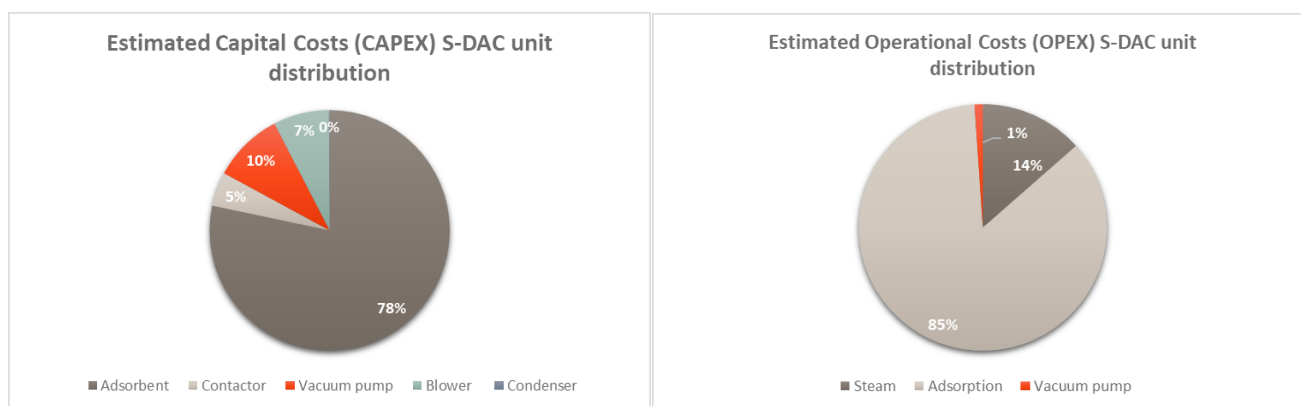 Estimated Capital Costs (CAPEX) S-DAC unit
distribution
7%
0%
10%
5%
78%
Adsorbent
Contactor
Vacuum pump
Blower
Condenser
Estimated Operational Costs (OPEX) S-DAC unit
distribution
1%
14%
85%
Steam
Adsorption
Vacuum pump